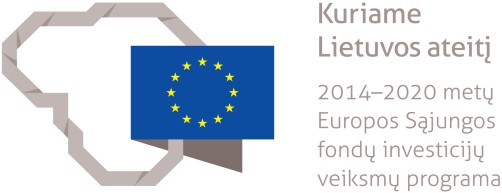 Kuriame
Lietuvos ateitį
2014–2020 metų
Europos Sąjungos
fondų investicijų
veiksmų programa